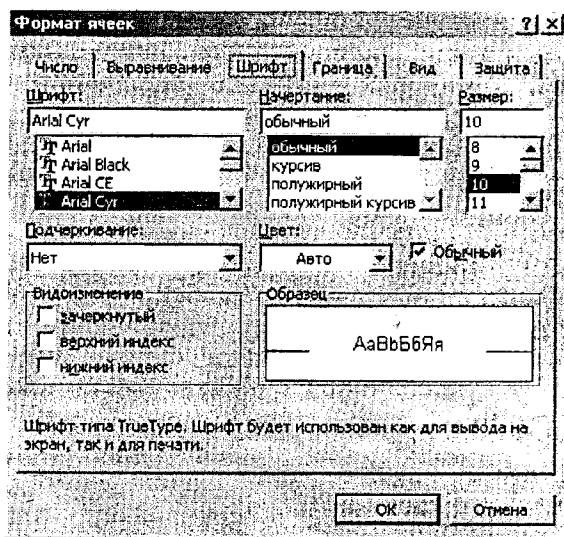 Формат ячеек ? ×
Число Выравнивание Шрифт Граница Вид Защита
Шрифт: Начертание: Размер:
Arial Cyr обычный 10
Arial обычный 8
Arial Black курсив 9
Arial CE полужирный 10
Arial Cyr полужирный курсив 11
Подчеркивание: Цвет:
Нет Авто Обычный
Видоизменение Образец
зачеркнутый
верхний индекс АаВbБбЯя
нижний индекс
Шрифт типа TrueType. Шрифт будет использован как для вывода на
экран, так и для печати.
ОК Отмена